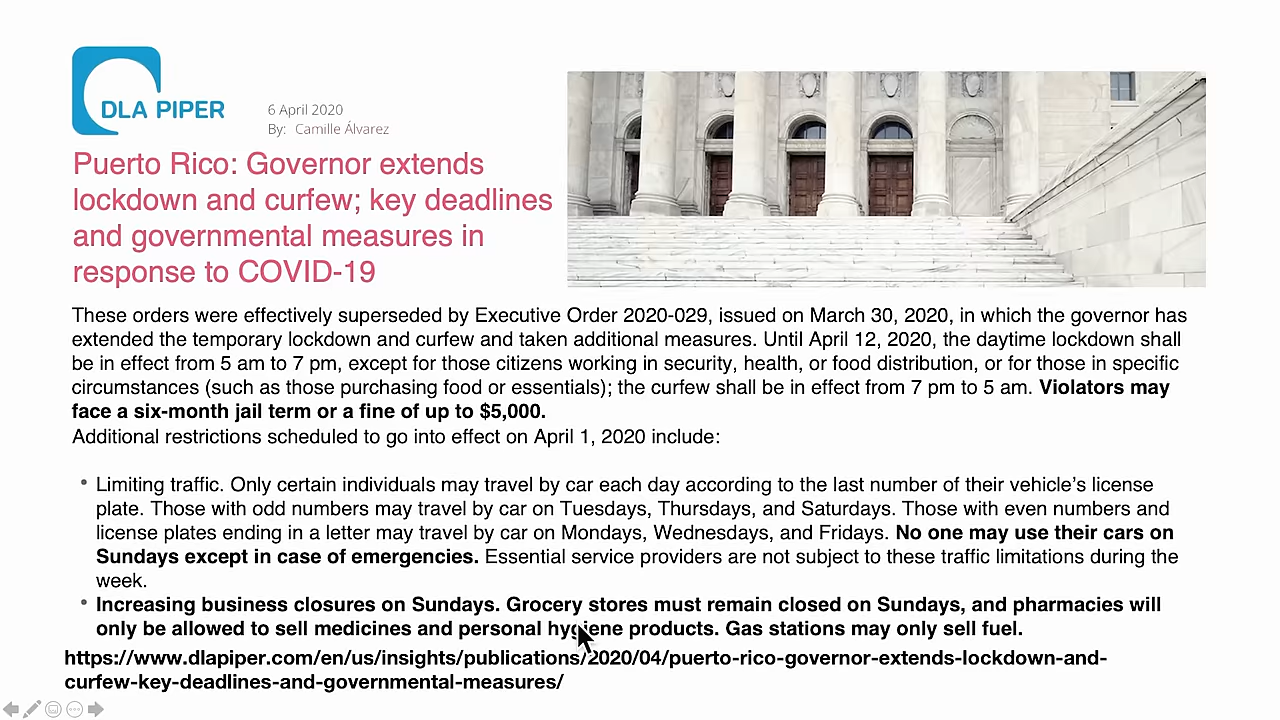 DLA PIPER
6 April 2020
By: Camille Álvarez
Puerto Rico: Governor extends
lockdown and curfew; key deadlines
and governmental measures in
response to COVID-19
These orders were effectively superseded by Executive Order 2020-029, issued on March 30, 2020, in which the governor has
extended the temporary lockdown and curfew and taken additional measures. Until April 12, 2020, the daytime lockdown shall
be in effect from 5 am to 7 pm, except for those citizens working in security, health, or food distribution, or for those in specific
circumstances (such as those purchasing food or essentials); the curfew shall be in effect from 7 pm to 5 am. Violators may
face a six-month jail term or a fine of up to $5,000.
Additional restrictions scheduled to go into effect on April 1, 2020 include:
• Limiting traffic. Only certain individuals may travel by car each day according to the last number of their vehicle’s license
plate. Those with odd numbers may travel by car on Tuesdays, Thursdays, and Saturdays. Those with even numbers and
license plates ending in a letter may travel by car on Mondays, Wednesdays, and Fridays. No one may use their cars on
Sundays except in case of emergencies. Essential service providers are not subject to these traffic limitations during the
week.
• Increasing business closures on Sundays. Grocery stores must remain closed on Sundays, and pharmacies will
only be allowed to sell medicines and personal hygiene products. Gas stations may only sell fuel.
https://www.dlapiper.com/en/us/insights/publications/2020/04/puerto-rico-governor-extends-lockdown-and-
curfew-key-deadlines-and-governmental-measures/